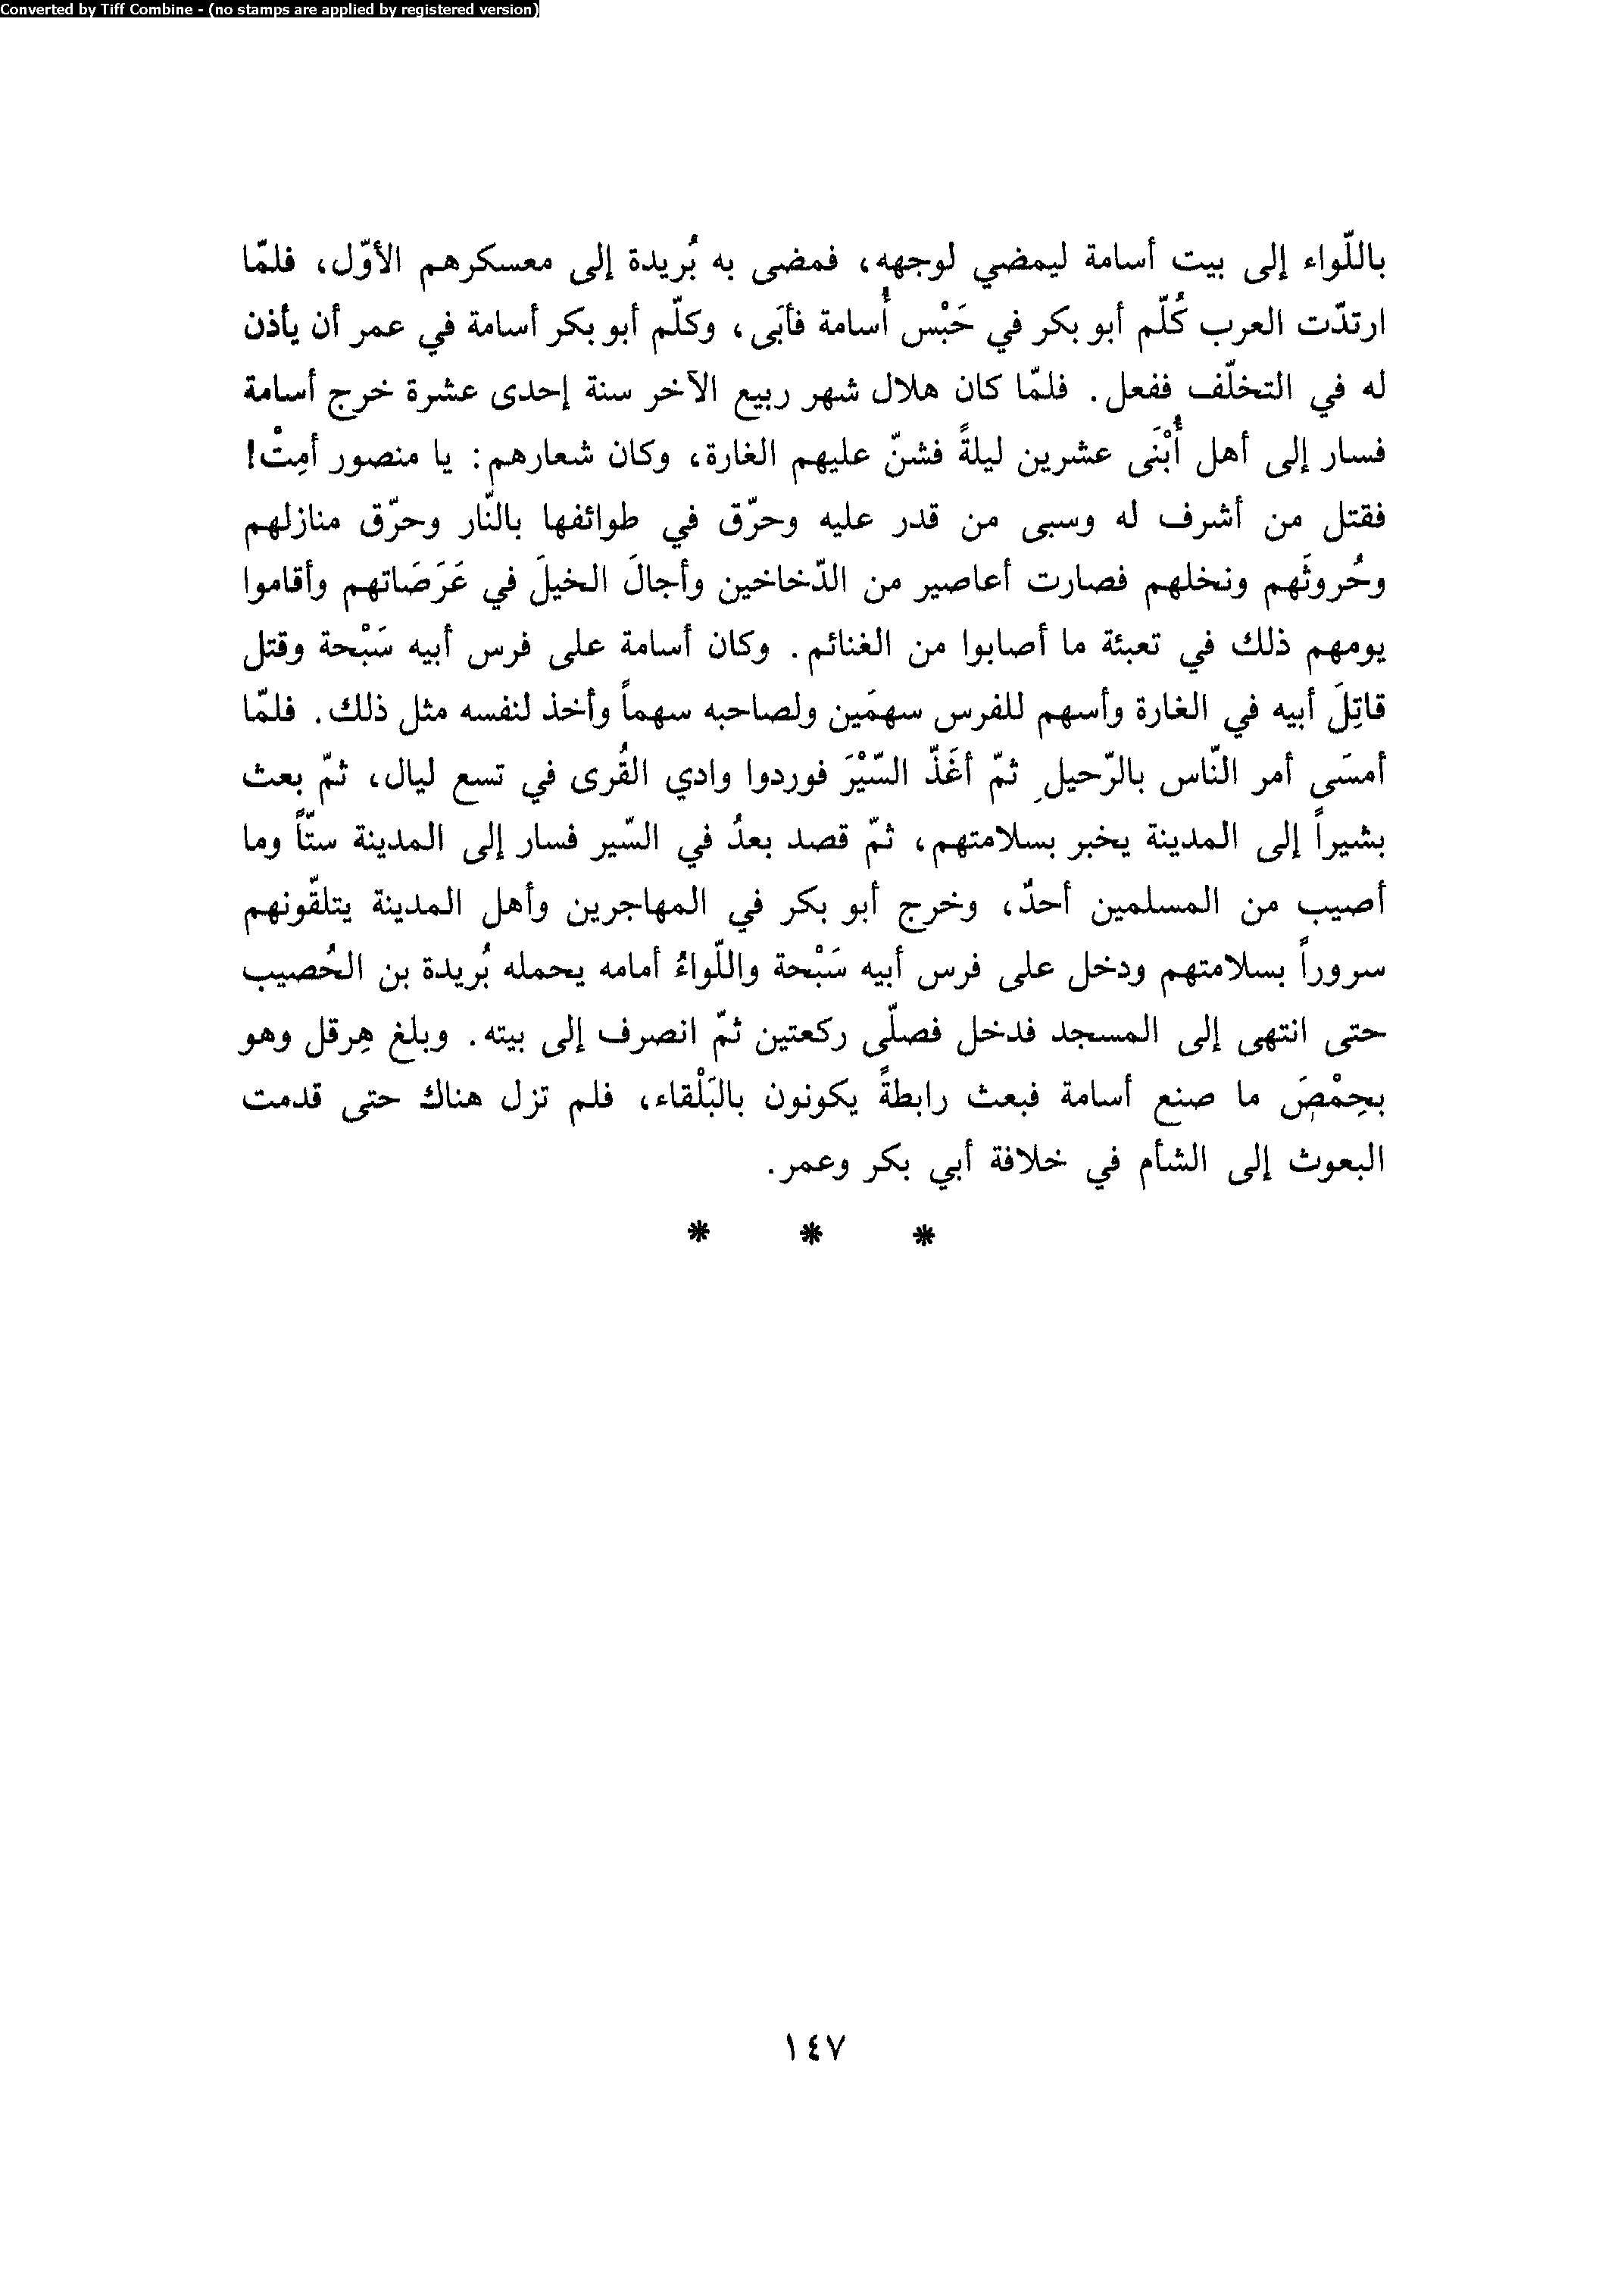 Converted by Tiff Combine - (no stamps are applied by registered version)
باللّواء إلى بيت أسامة ليمضي لوجهه، فمضى به بُريدة إلى معسكرهم الأوّل، فلمّا
ارتدّت العرب كُلّم أبو بكر في حَبْس أُسامة فأبَى، وكلّم أبو بكر أسامة في عمر أن يأذن
له في التخلّف ففعل. فلمّا كان هلال شهر ربيع الآخر سنة إحدى عشرة خرج أسامة
فسار إلى أهل أُبْنَى عشرين ليلةً فشنّ عليهم الغارة، وكان شعارهم: يا منصور أمِتْ!
فقتل من أشرف له وسبى من قدر عليه وحرّق في طوائفها بالنّار وحرّق منازلهم
وحُروثَهم ونخلهم فصارت أعاصير من الدّخاخين وأجالَ الخيلَ في عَرَصَاتهم وأقاموا
يومهم ذلك في تعبئة ما أصابوا من الغنائم. وكان أسامة على فرس أبيه سَبْحة وقتل
قاتِلَ أبيه في الغارة وأسهم للفرس سهمَين ولصاحبه سهماً وأخذ لنفسه مثل ذلك. فلمّا
أمسَى أمر النّاس بالرّحيلِ ثمّ أغَذّ السّيْرَ فوردوا وادي القُرى في تسع ليال، ثمّ بعث
بشيراً إلى المدينة يخبر بسلامتهم، ثمّ قصد بعدُ في السّير فسار إلى المدينة ستّاً وما
أصيب من المسلمين أحدٌ، وخرج أبو بكر في المهاجرين وأهل المدينة يتلقّونهم
سروراً بسلامتهم ودخل على فرس أبيه سَبْحة واللّواءُ أمامه يحمله بُريدة بن الحُصيب
حتى انتهى إلى المسجد فدخل فصلّى ركعتين ثمّ انصرف إلى بيته. وبلغ هِرقل وهو
بحِمْصَ ما صنع أسامة فبعث رابطةً يكونون بالبَلْقاء، فلم تزل هناك حتى قدمت
البعوث إلى الشأم في خلافة أبي بكر وعمر.
* * *
١٤٧